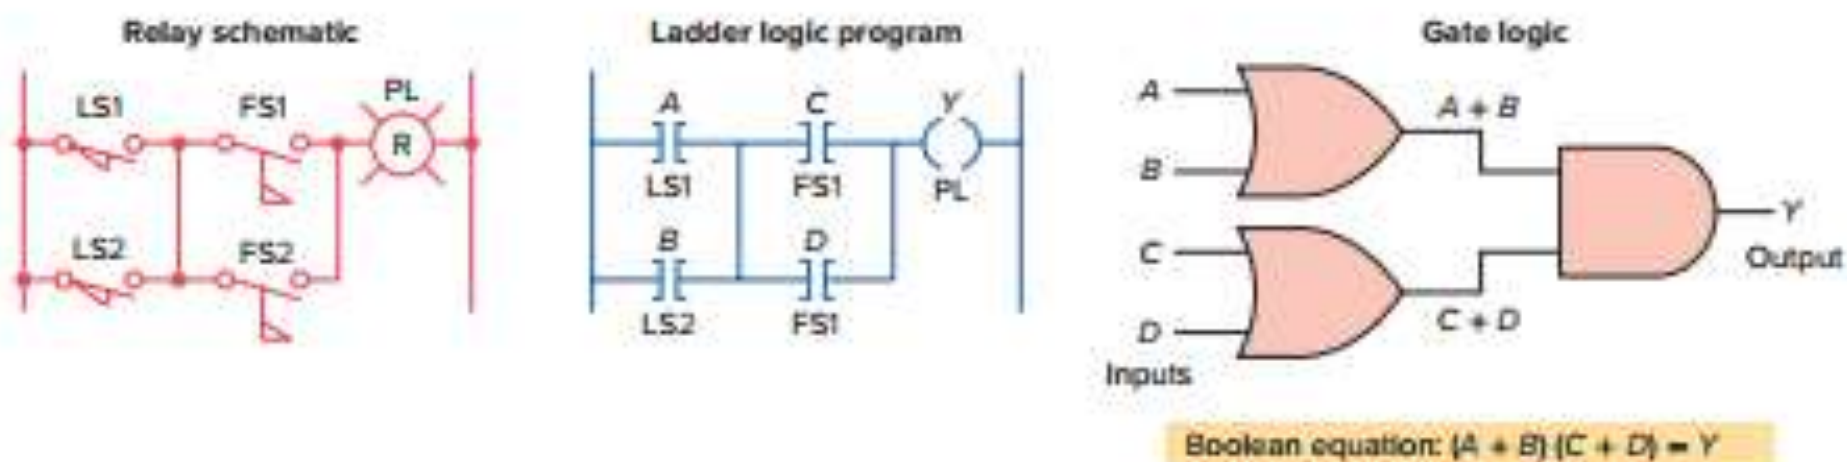 Relay schematic
LS1
FS1
PL
R
LS2
FS2
Ladder logic program
A
C
Y
LS1
FS1
PL
B
D
LS2
FS1
Gate logic
A
A + B
B
C
Y
Output
C + D
D
Inputs
Boolean equation: (A + B) (C + D) = Y